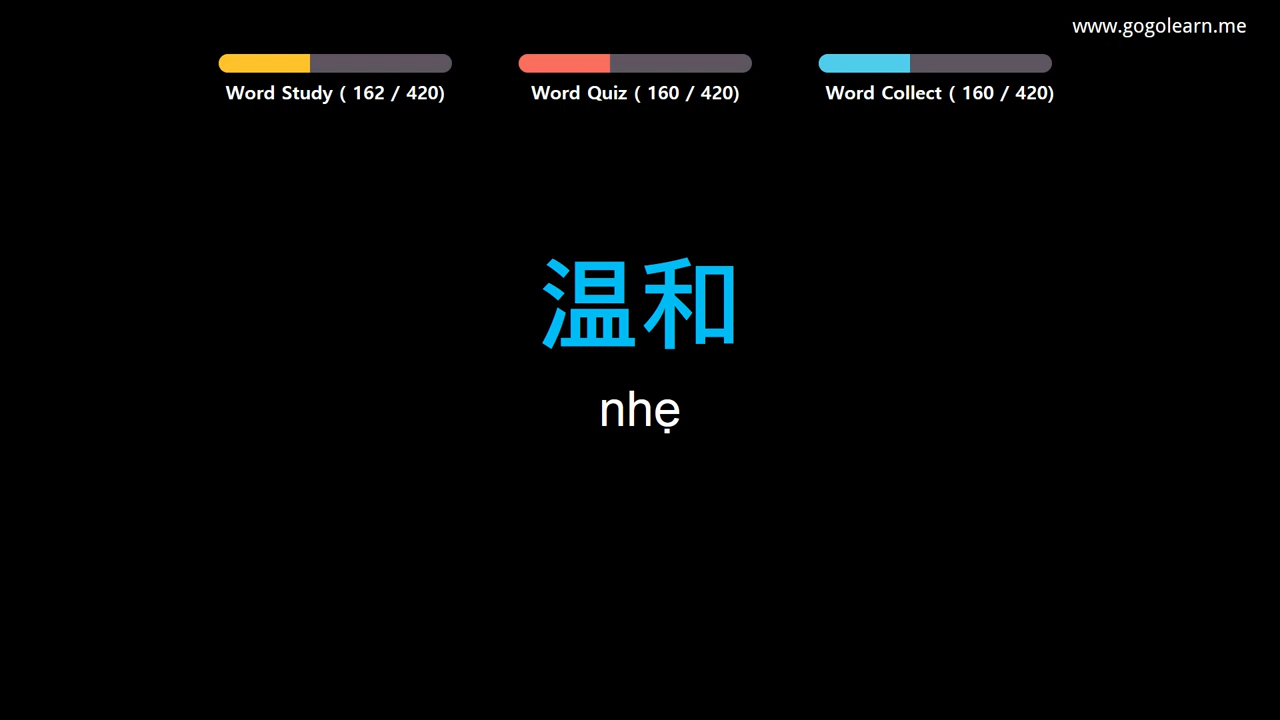 www.gogolearn.me
Word Study ( 162 / 420)
Word Quiz ( 160 / 420)
Word Collect ( 160 / 420)
温和
nhẹ